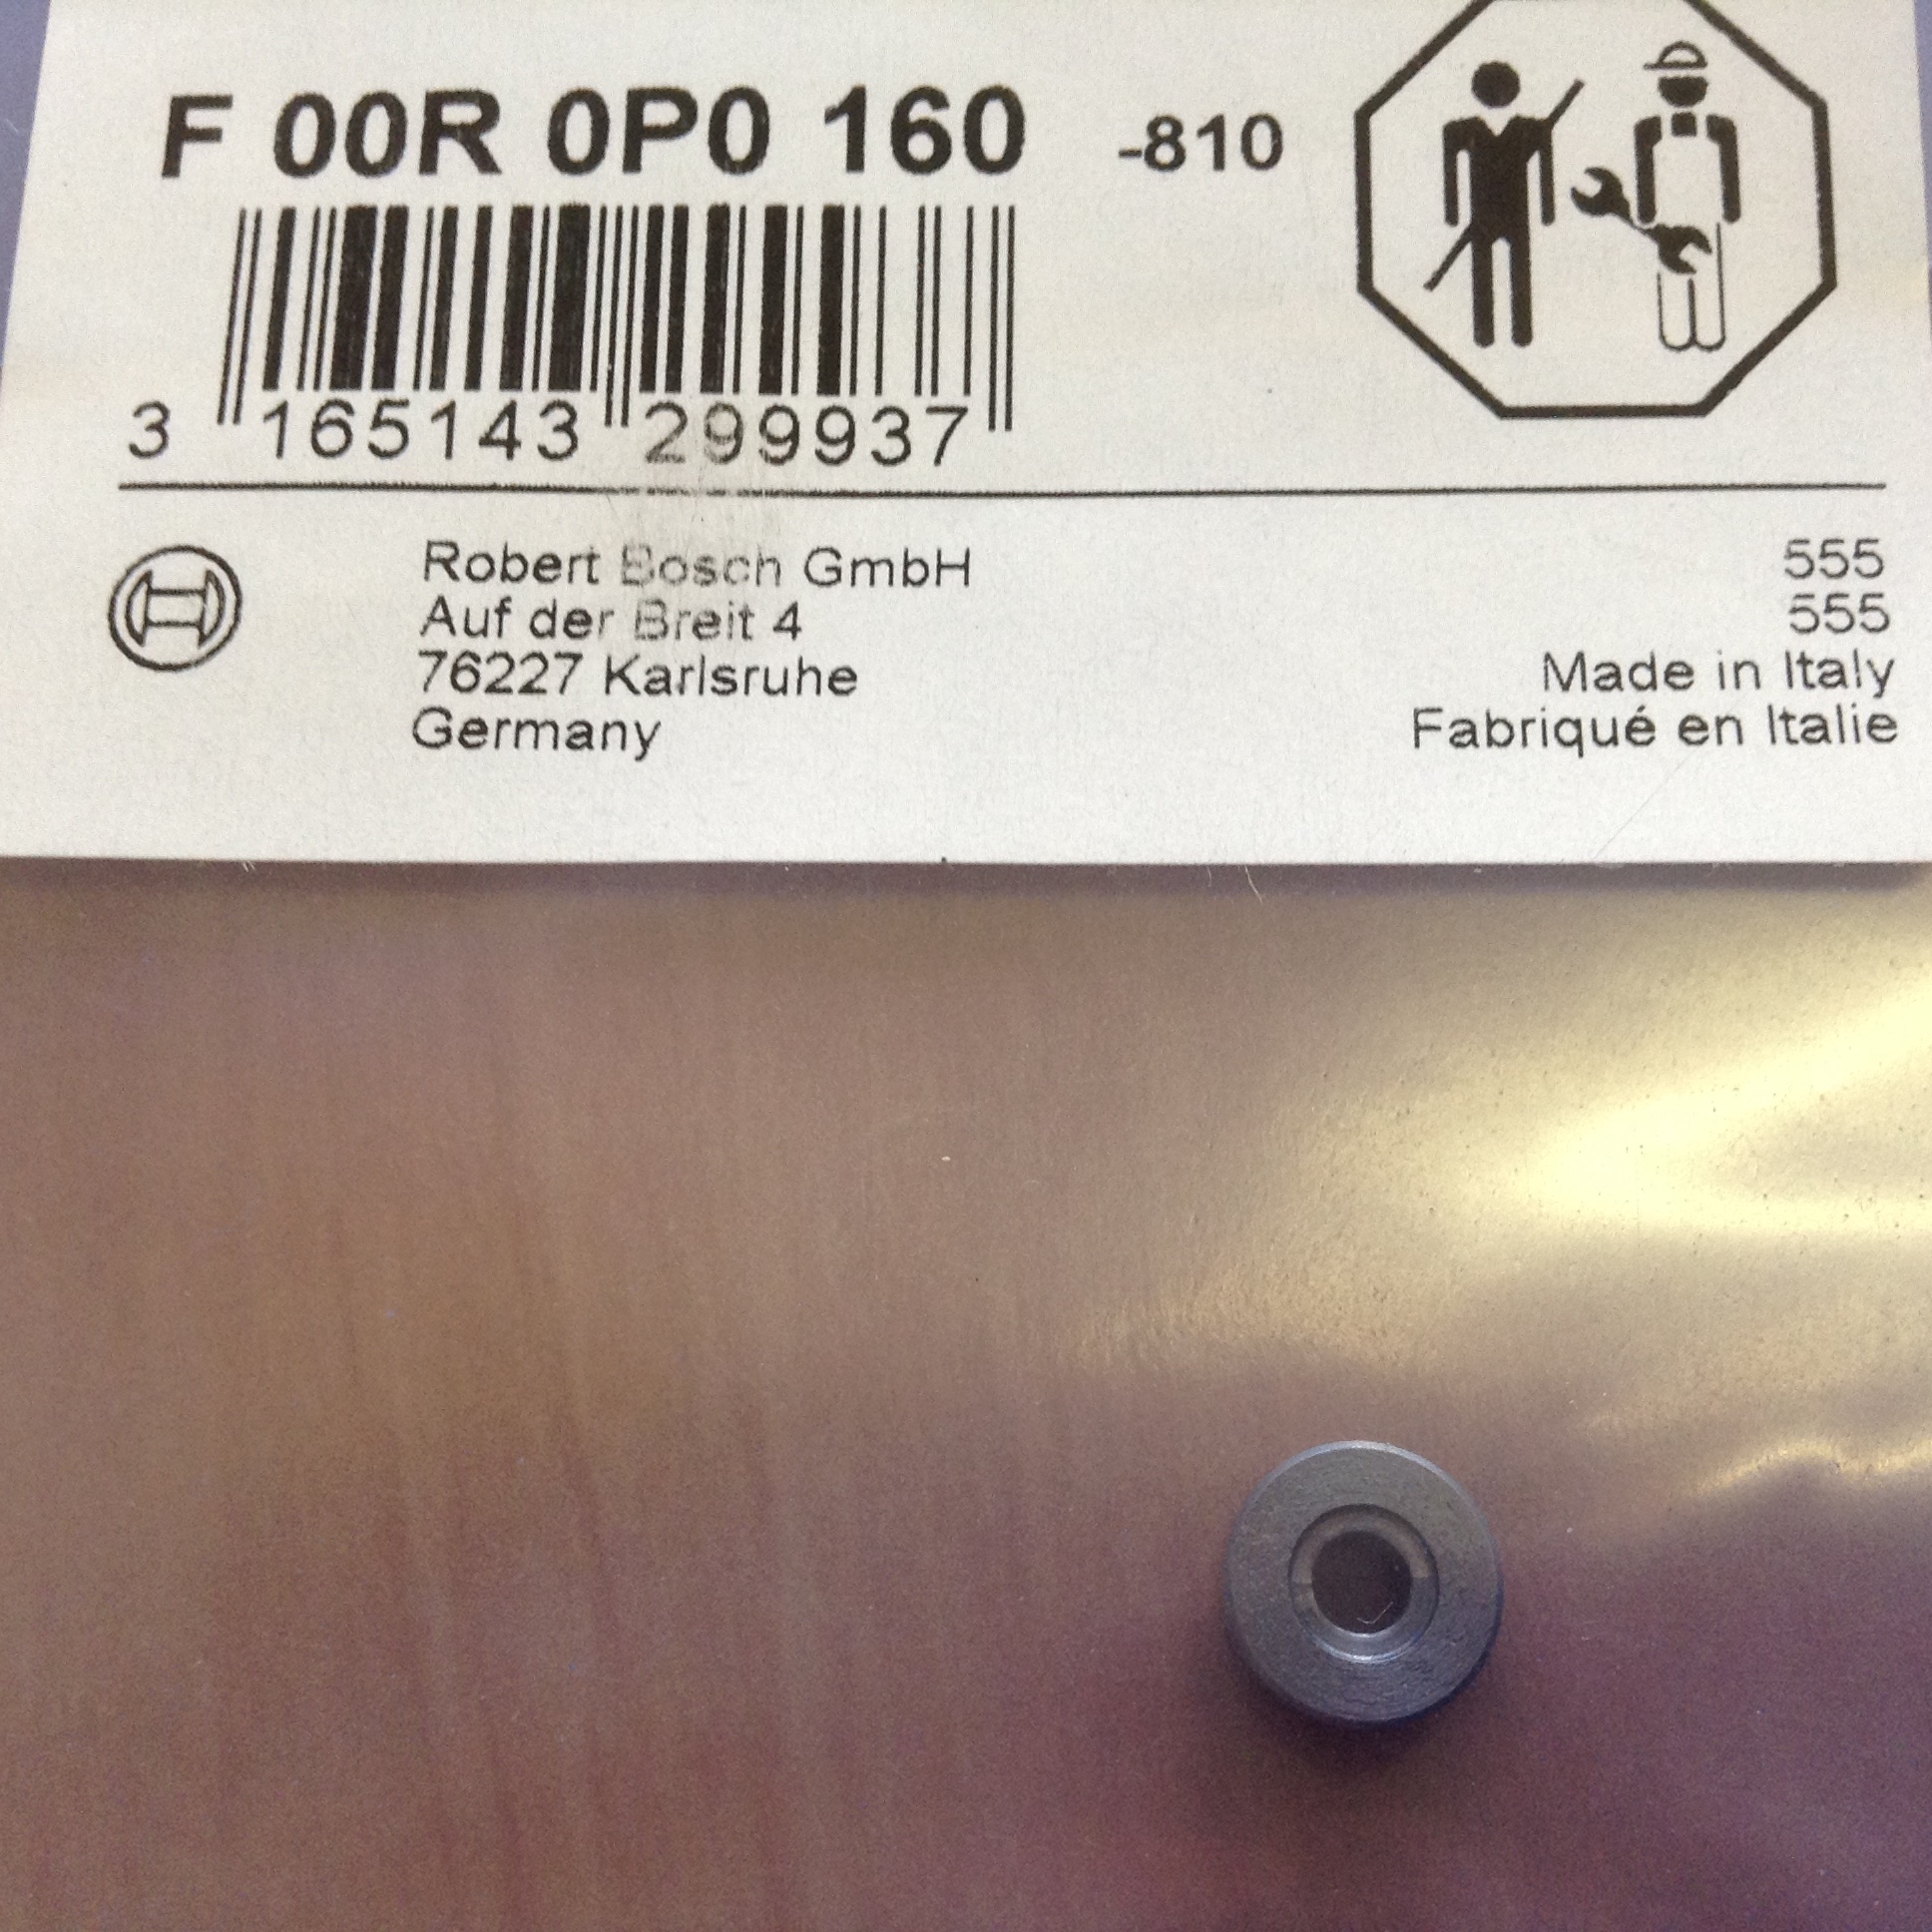 F 00R 0P0 160 -810
3 165143 299937
Robert Bosch GmbH
Auf der Breit 4
76227 Karlsruhe
Germany
555
555
Made in Italy
Fabriqué en Italie